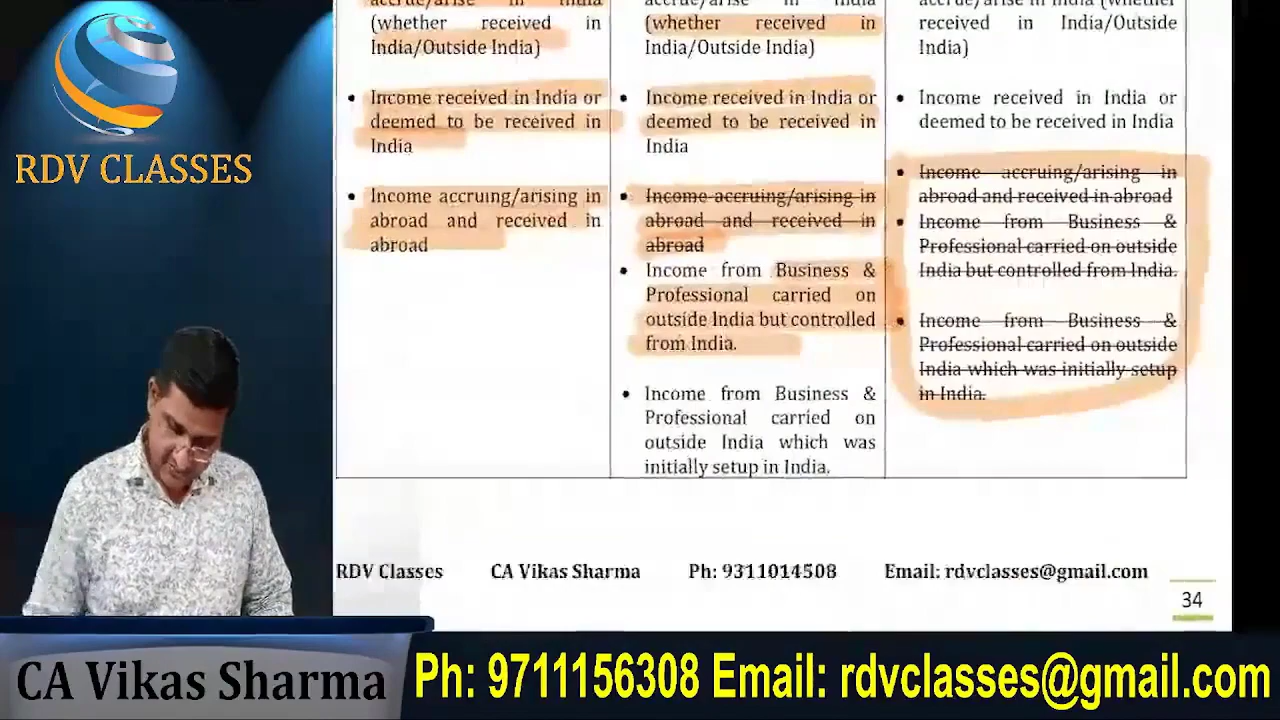 accrue/arise in India
(whether received in
India/Outside India)
• Income received in India or
deemed to be received in
India
• Income accruing/arising in
abroad and received in
abroad
accrue/arise in India
(whether received in
India/Outside India)
• Income received in India or
deemed to be received in
India
• Income accruing/arising in
abroad and received in
abroad
• Income from Business &
Professional carried on
outside India but controlled
from India.
• Income from Business &
Professional carried on
outside India which was
initially setup in India.
accrue/arise in India (whether
received in India/Outside
India)
• Income received in India or
deemed to be received in India
• Income accruing/arising in
abroad and received in abroad
• Income from Business &
Professional carried on outside
India but controlled from India.
• Income from Business &
Professional carried on outside
India which was initially setup
in India.
RDV CLASSES
RDV Classes CA Vikas Sharma Ph: 9311014508 Email: rdvclasses@gmail.com
34
CA Vikas Sharma
Ph: 9711156308 Email: rdvclasses@gmail.com